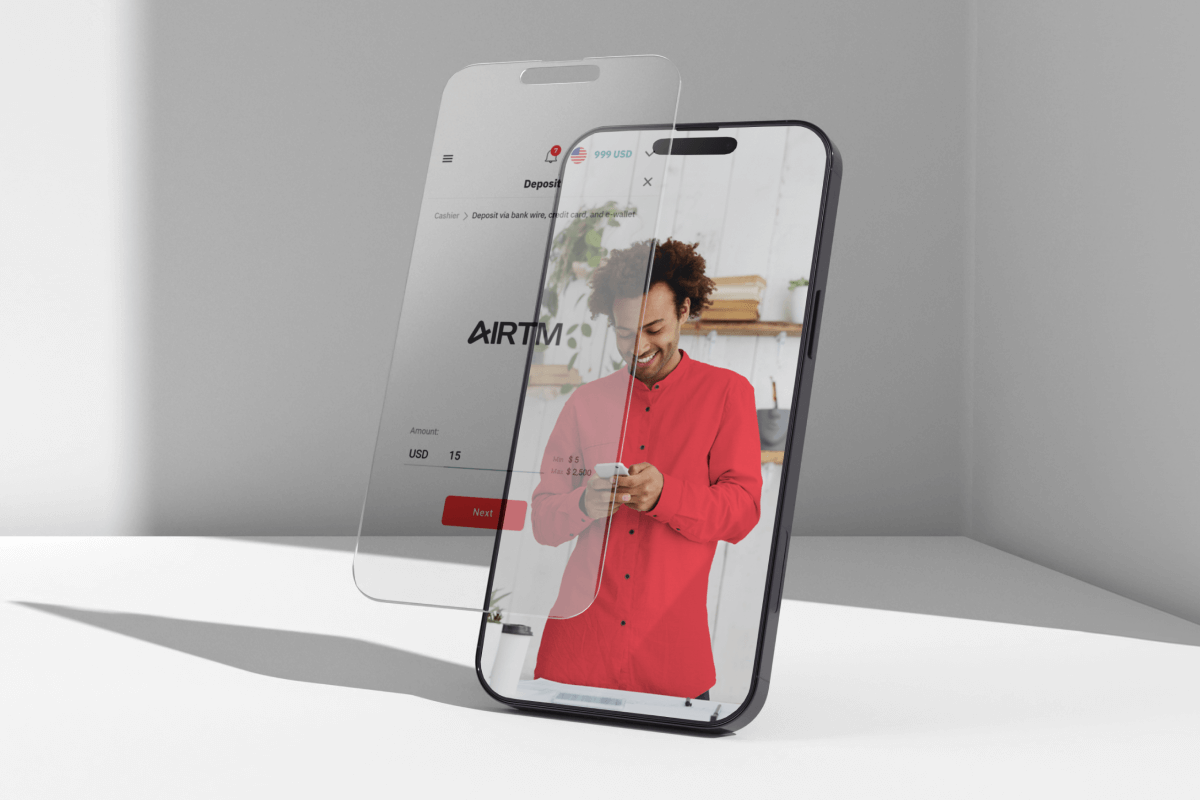 999 USD
Deposit
Cashier > Deposit via bank wire, credit card, and e-wallet
AIRTM
Amount:
USD 15
Min: $ 5
Max: $ 2,500
Next